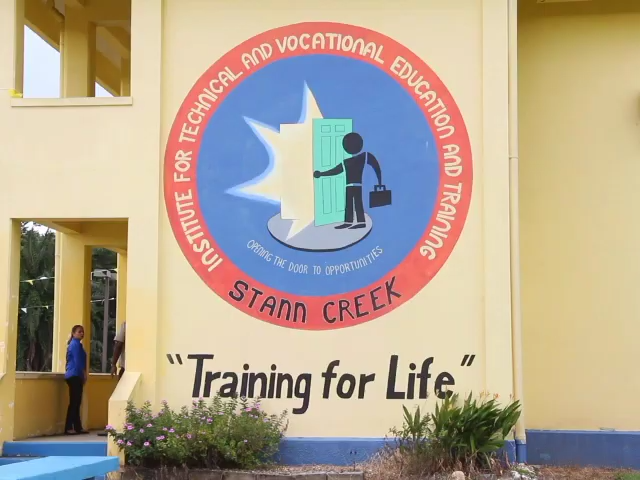 INSTITUTE FOR TECHNICAL AND VOCATIONAL EDUCATION AND TRAINING
OPENING THE DOOR TO OPPORTUNITIES
STANN CREEK
"Training for Life"